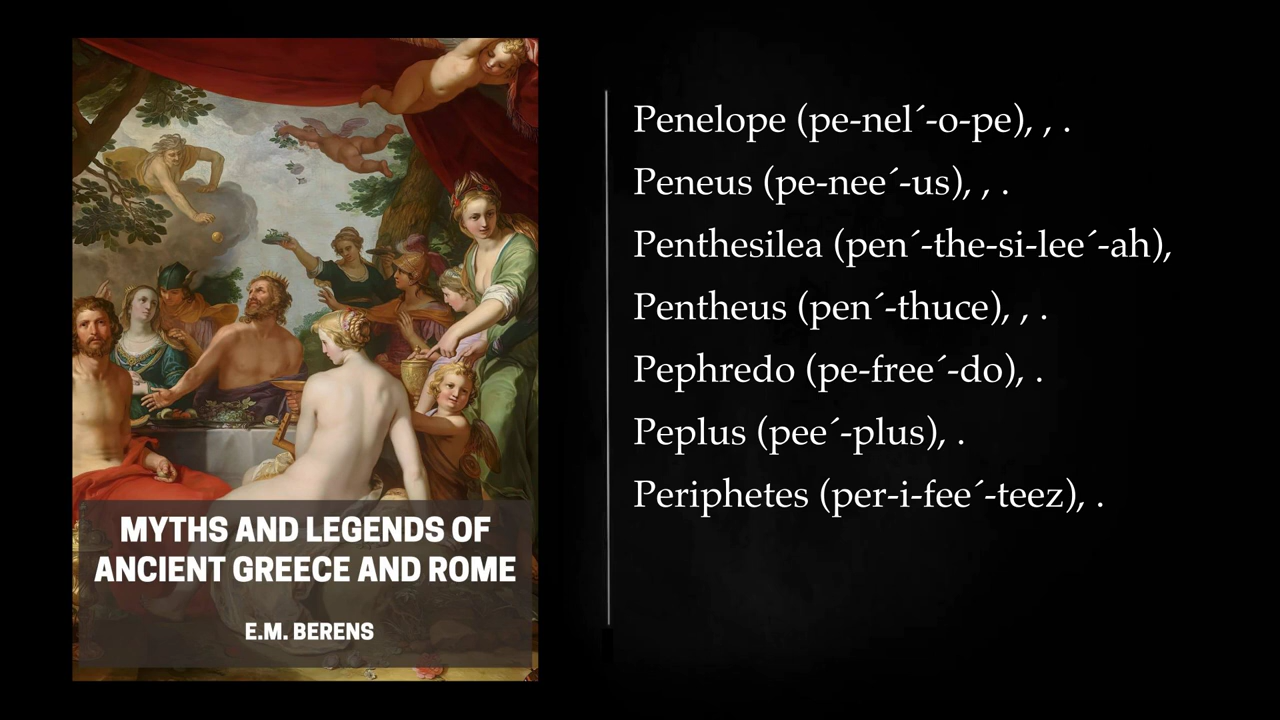 MYTHS AND LEGENDS OF
ANCIENT GREECE AND ROME
E.M. BERENS
Penelope (pe-nel´-o-pe), , .
Peneus (pe-nee´-us), , .
Penthesilea (pen´-the-si-lee´-ah),
Pentheus (pen´-thuce), , .
Pephredo (pe-free´-do), .
Peplus (pee´-plus), .
Periphetes (per-i-fee´-teez), .